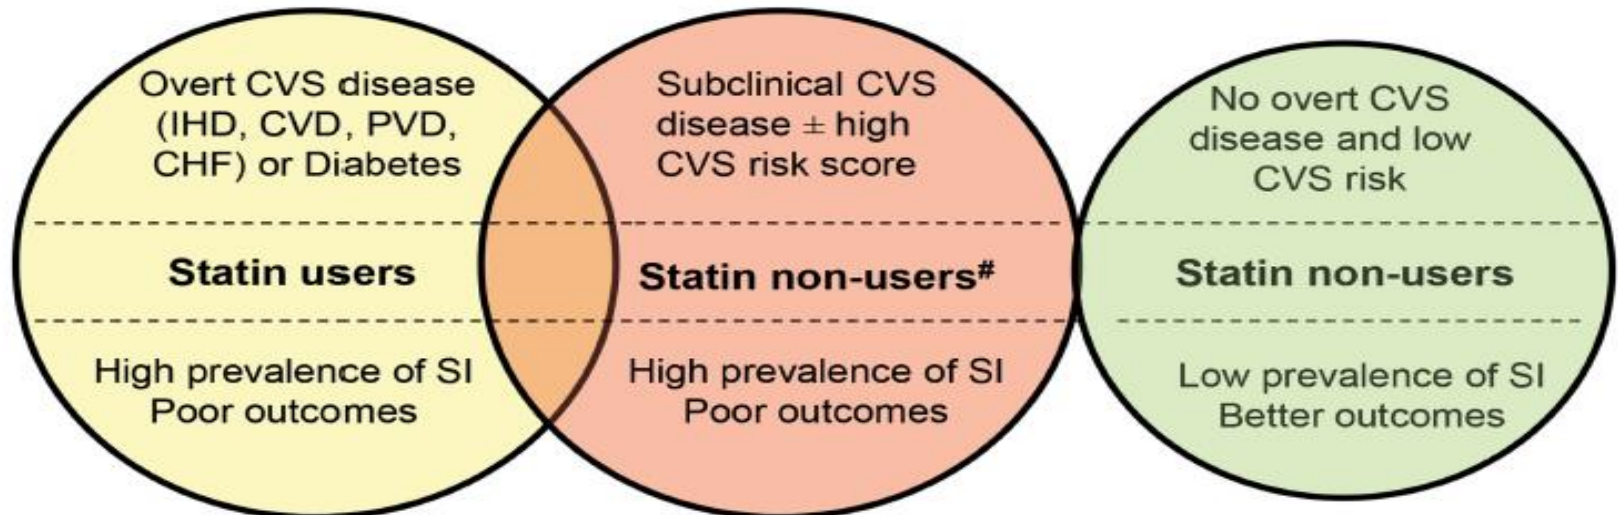 Overt CVS disease
(IHD, CVD, PVD,
CHF) or Diabetes
Statin users
High prevalence of SI
Poor outcomes
Subclinical CVS
disease ± high
CVS risk score
Statin non-users#
High prevalence of SI
Poor outcomes
No overt CVS
disease and low
CVS risk
Statin non-users
Low prevalence of SI
Better outcomes